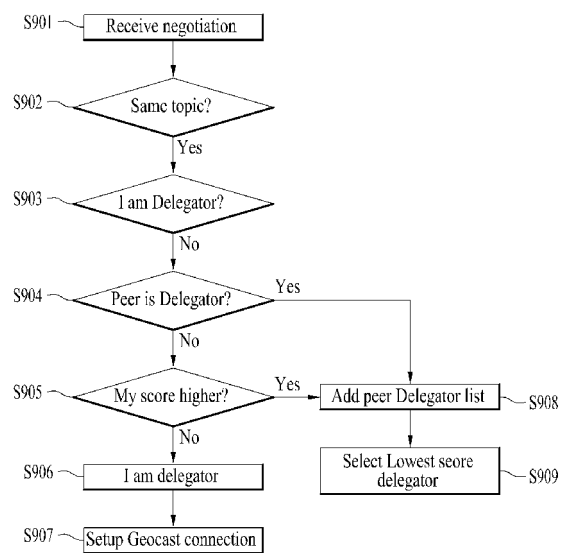 S901
Receive negotiation
S902
Same topic?
Yes
S903
I am Delegator?
No
S904
Peer is Delegator?
Yes
No
S905
My score higher?
Yes
Add peer Delegator list
S908
No
S906
I am delegator
Select Lowest seore
delegator
S909
S907
Setup Geocast connection